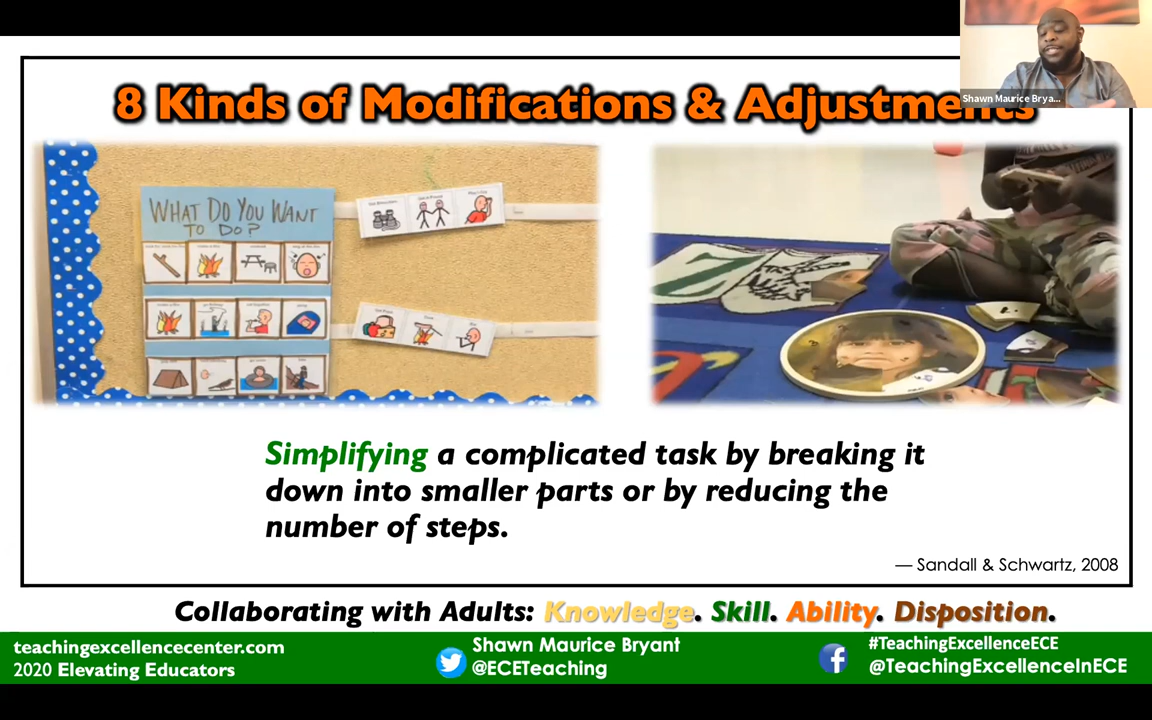 8 Kinds of Modifications & Adjustments
Shawn Maurice Brya...
WHAT DO YOU WANT
TO DO?
Simplifying a complicated task by breaking it
down into smaller parts or by reducing the
number of steps.
— Sandall & Schwartz, 2008
Collaborating with Adults: Knowledge. Skill. Ability. Disposition.
teachingexcellencecenter.com
2020 Elevating Educators
Shawn Maurice Bryant
@ECETeaching
#TeachingExcellenceECE
@TeachingExcellenceInECE